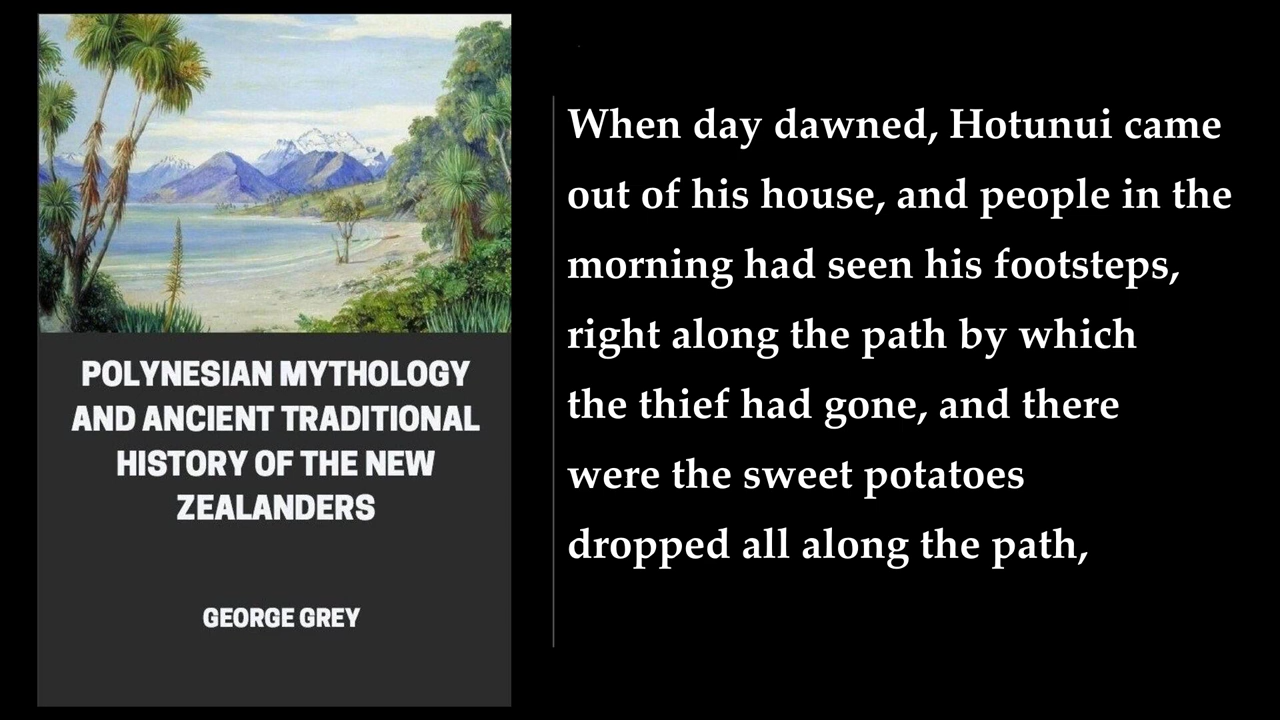 POLYNESIAN MYTHOLOGY
AND ANCIENT TRADITIONAL
HISTORY OF THE NEW
ZEALANDERS
GEORGE GREY
When day dawned, Hotunui came
out of his house, and people in the
morning had seen his footsteps,
right along the path by which
the thief had gone, and there
were the sweet potatoes
dropped all along the path,